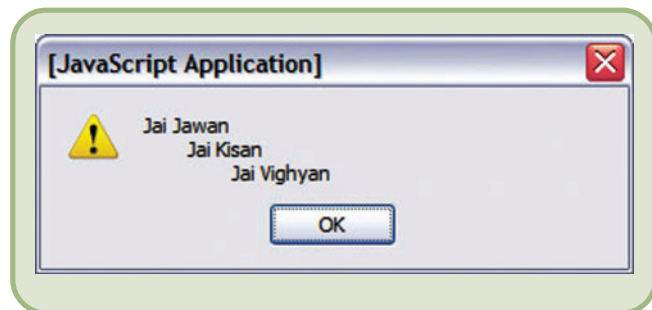 [JavaScript Application]
Jai Jawan
Jai Kisan
Jai Vighyan
OK